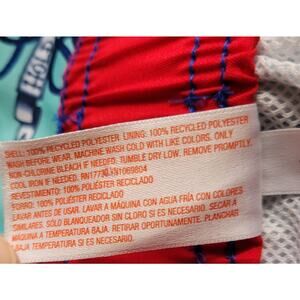 SHELL: 100% RECYCLED POLYESTER LINING: 100% RECYCLED POLYESTER
WASH BEFORE WEAR. MACHINE WASH COLD WITH LIKE COLORS. ONLY
NON-CHLORINE BLEACH IF NEEDED. TUMBLE DRY LOW. REMOVE PROMPTLY.
COOL IRON IF NEEDED. 1069804
REVESTIMIENTO: 100% POLIÉSTER RECICLADO
FORRO: 100% POLIÉSTER RECICLADO
LAVAR ANTES DE USAR. LAVAR A MÁQUINA CON AGUA FRÍA CON COLORES
SIMILARES. SÓLO BLANQUEADOR SIN CLORO SI ES NECESARIO. SECAR A
MÁQUINA A TEMPERATURA BAJA. RETIRAR OPORTUNAMENTE. PLANCHAR
A BAJA TEMPERATURA SI ES NECESARIO